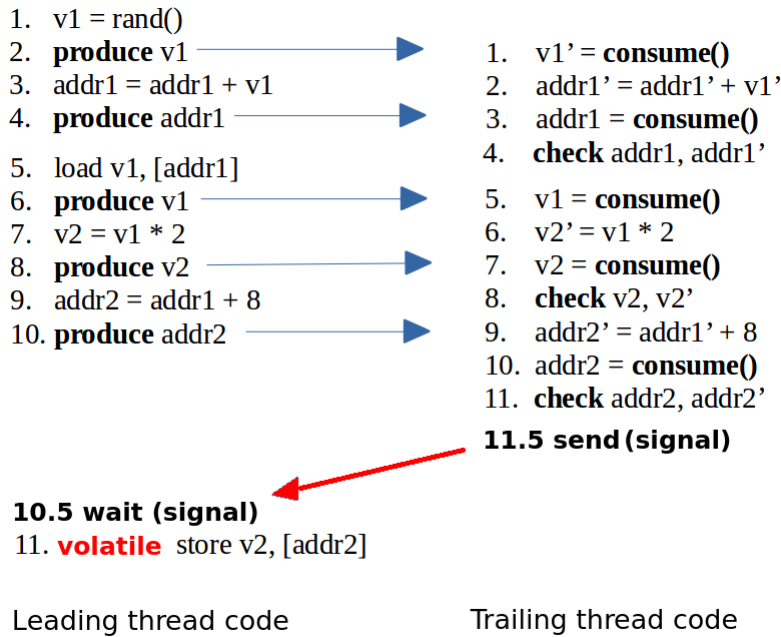 1. v1 = rand()
2. produce v1
3. addr1 = addr1 + v1
4. produce addr1
5. load v1, [addr1]
6. produce v1
7. v2 = v1 * 2
8. produce v2
9. addr2 = addr1 + 8
10. produce addr2
10.5 wait (signal)
11. volatile store v2, [addr2]
Leading thread code
1. v1’ = consume()
2. addr1’ = addr1’ + v1’
3. addr1 = consume()
4. check addr1, addr1’
5. v1 = consume()
6. v2’ = v1 * 2
7. v2 = consume()
8. check v2, v2’
9. addr2’ = addr1’ + 8
10. addr2 = consume()
11. check addr2, addr2’
11.5 send (signal)
Trailing thread code